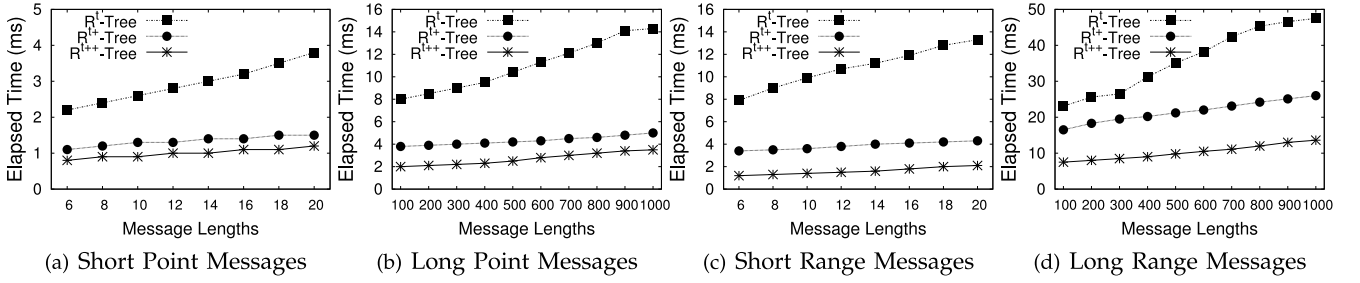 Elapsed Time (ms)
5
4
3
2
1
0
R^t-Tree
R^t+-Tree
R^t++-Tree
6 8 10 12 14 16 18 20
Message Lengths
(a) Short Point Messages
Elapsed Time (ms)
16
14
12
10
8
6
4
2
0
R^t-Tree
R^t+-Tree
R^t++-Tree
100 200 300 400 500 600 700 800 900 1000
Message Lengths
(b) Long Point Messages
Elapsed Time (ms)
16
14
12
10
8
6
4
2
0
R^t-Tree
R^t+-Tree
R^t++-Tree
6 8 10 12 14 16 18 20
Message Lengths
(c) Short Range Messages
Elapsed Time (ms)
50
40
30
20
10
0
R^t-Tree
R^t+-Tree
R^t++-Tree
100 200 300 400 500 600 700 800 900 1000
Message Lengths
(d) Long Range Messages